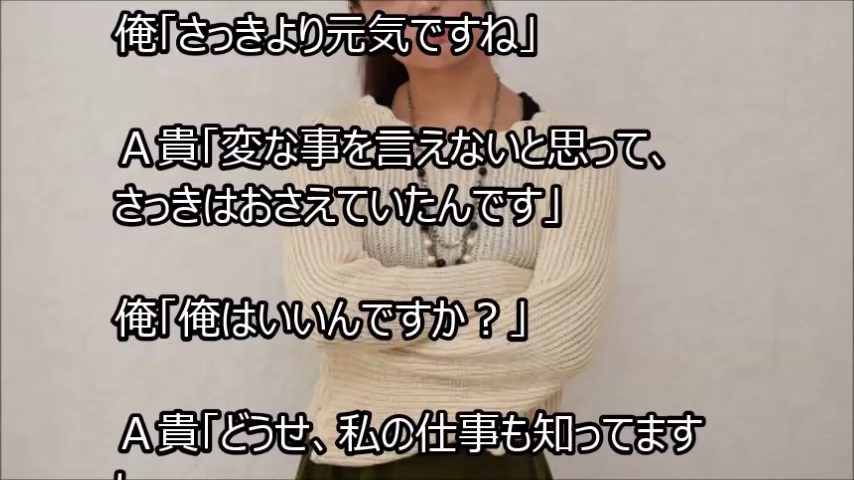 俺「さっきより元気ですね」
Ａ貴「変な事を言えないと思って、
さっきはおさえていたんです」
俺「俺はいいんですか？」
Ａ貴「どうせ、私の仕事も知ってます
」